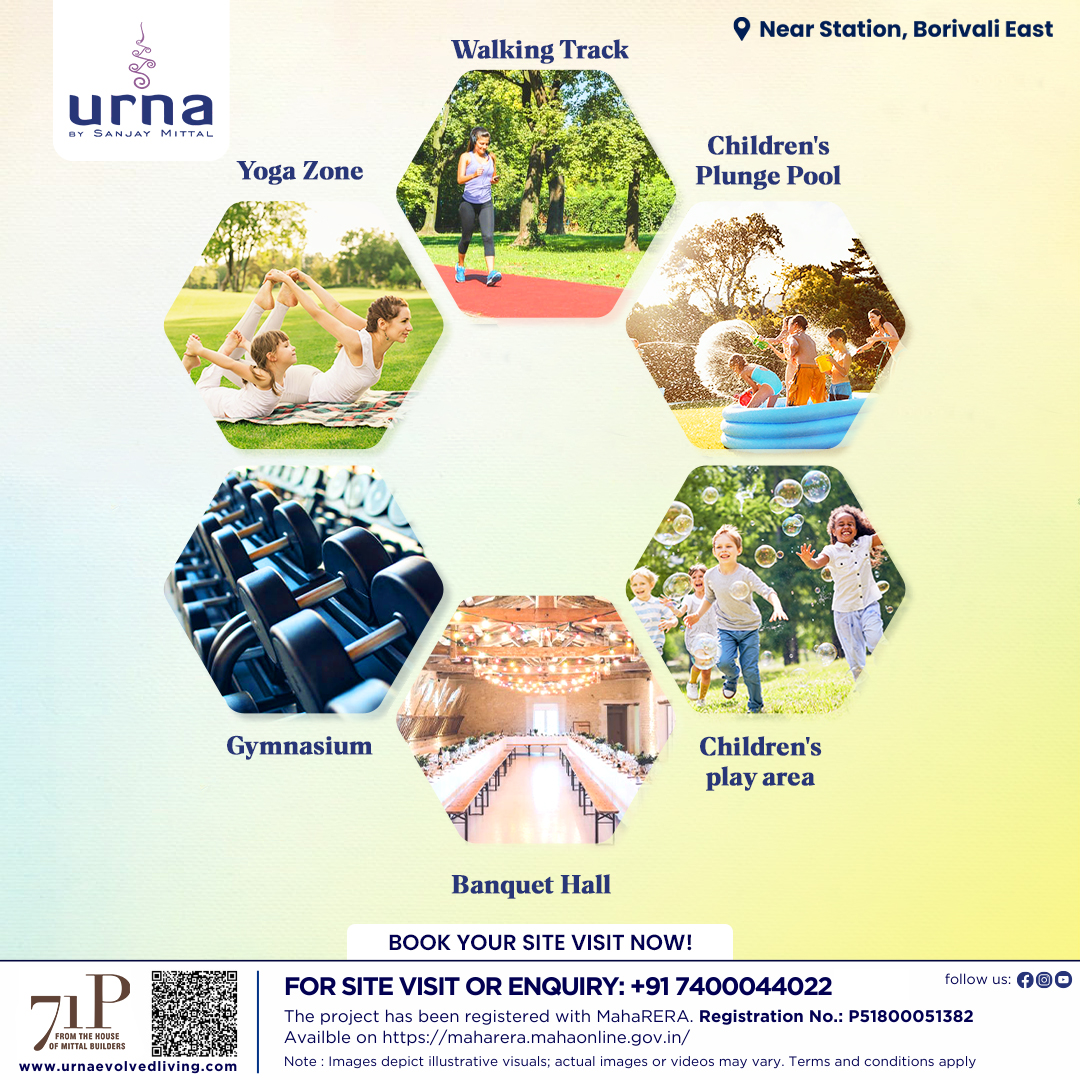 urna
BY SANJAY MITTAL
Near Station, Borivali East
Walking Track
Yoga Zone
Children's
Plunge Pool
Gymnasium
Children's
play area
Banquet Hall
BOOK YOUR SITE VISIT NOW!
71P
FROM THE HOUSE
OF MITTAL BUILDERS
www.urnaevolvedliving.com
FOR SITE VISIT OR ENQUIRY: +91 7400044022
follow us:
The project has been registered with MahaRERA. Registration No.: P51800051382
Availble on https://maharera.mahaonline.gov.in/
Note : Images depict illustrative visuals; actual images or videos may vary. Terms and conditions apply